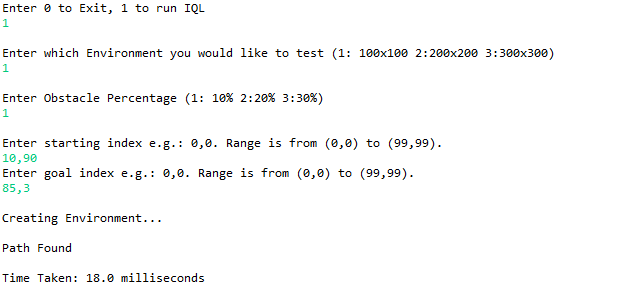 Enter 0 to Exit, 1 to run IQL
1
Enter which Environment you would like to test (1: 100x100 2:200x200 3:300x300)
1
Enter Obstacle Percentage (1: 10% 2:20% 3:30%)
1
Enter starting index e.g.: 0,0. Range is from (0,0) to (99,99).
10,90
Enter goal index e.g.: 0,0. Range is from (0,0) to (99,99).
85,3
Creating Environment...
Path Found
Time Taken: 18.0 milliseconds